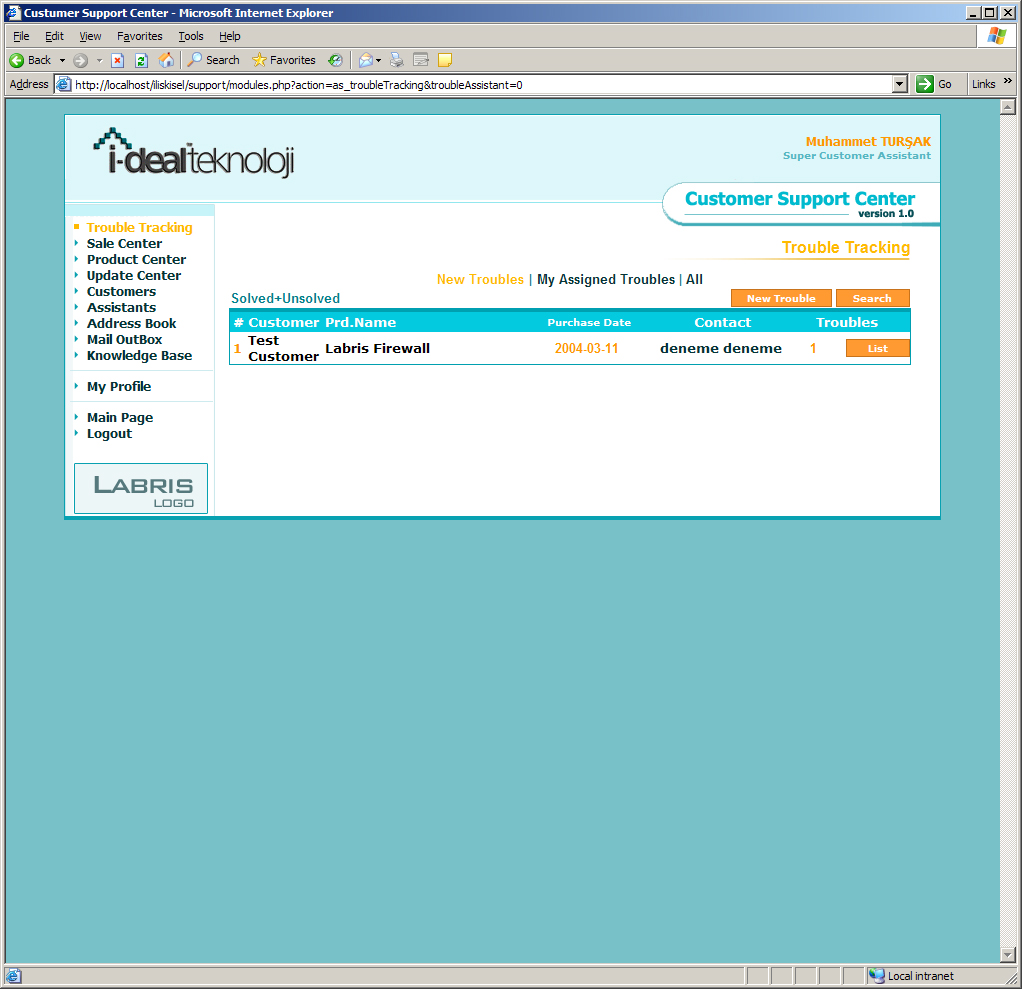 Custumer Support Center - Microsoft Internet Explorer
File Edit View Favorites Tools Help
Back Search Favorites
Address http://localhost/iliskisel/support/modules.php?action=as_troubleTracking&troubleAssistant=0 Go Links »
i-dealteknoloji
Muhammet TURŞAK
Super Customer Assistant
Customer Support Center
version 1.0
Trouble Tracking
Sale Center
Product Center
Update Center
Customers
Assistants
Address Book
Mail OutBox
Knowledge Base
My Profile
Main Page
Logout
LABRIS
LOGO
Trouble Tracking
New Troubles | My Assigned Troubles | All
Solved+Unsolved New Trouble Search
# Customer Prd.Name Purchase Date Contact Troubles
1 Test Customer Labris Firewall 2004-03-11 deneme deneme 1 List
Local intranet